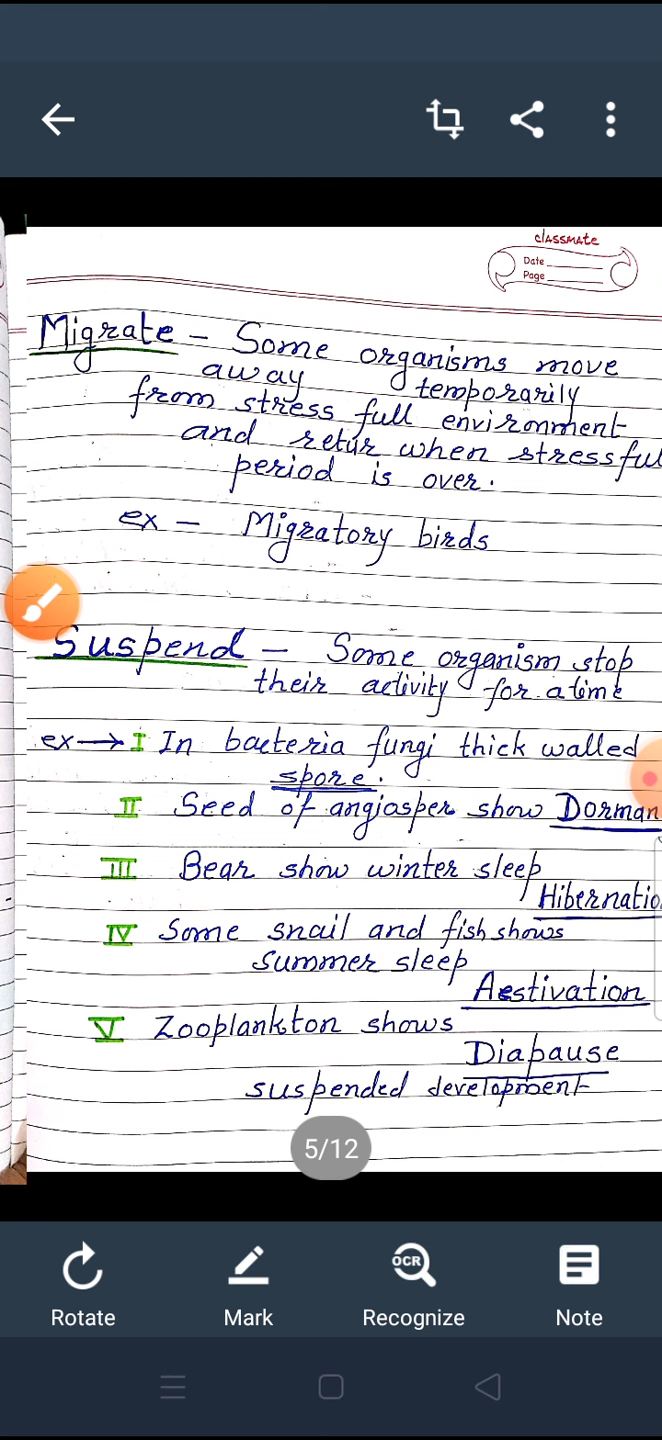 classmate
Date
Page
Migrate – Some organisms move
away temporarily
from stress full environment
and retur when stressful
period is over.
ex – Migratory birds
Suspend – Some organism stop
their activity for a time
ex → I In bacteria fungi thick walled
spore.
II Seed of angiosper show Dorman
III Bear show winter sleep
Hibernatio
IV Some snail and fish shows
summer sleep
Aestivation
V Zooplankton shows
Diapause
suspended development
5/12
OCR
Rotate Mark Recognize Note